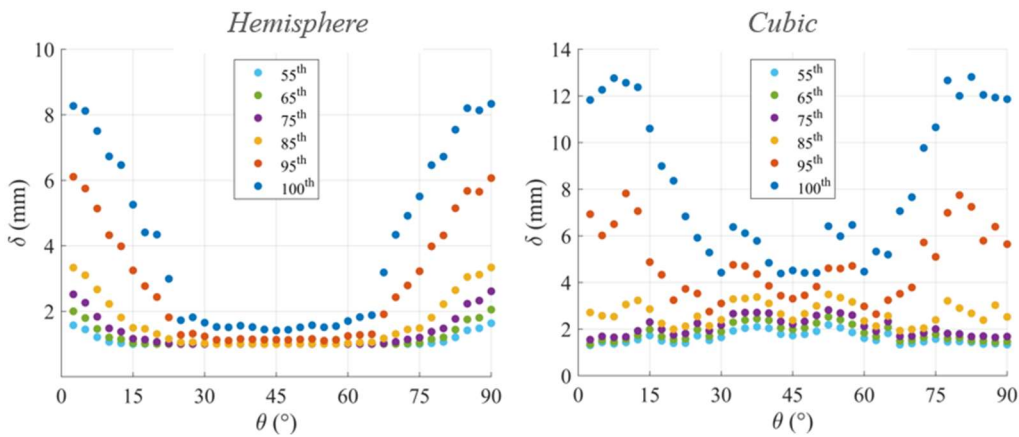 Hemisphere
10
8
6
4
2
δ (mm)
55th
65th
75th
85th
95th
100th
0 15 30 45 60 75 90
θ (°)
Cubic
14
12
10
8
6
4
2
0
δ (mm)
55th
65th
75th
85th
95th
100th
0 15 30 45 60 75 90
θ (°)